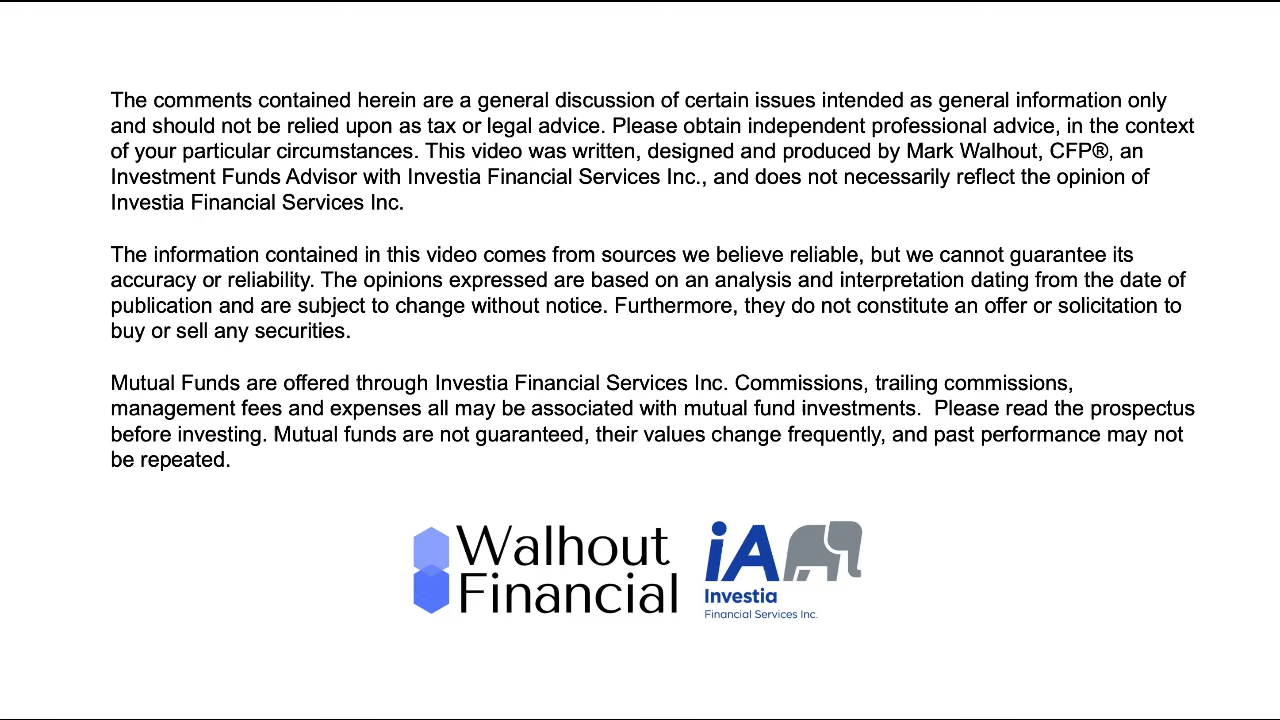 The comments contained herein are a general discussion of certain issues intended as general information only
and should not be relied upon as tax or legal advice. Please obtain independent professional advice, in the context
of your particular circumstances. This video was written, designed and produced by Mark Walhout, CFP®, an
Investment Funds Advisor with Investia Financial Services Inc., and does not necessarily reflect the opinion of
Investia Financial Services Inc.
The information contained in this video comes from sources we believe reliable, but we cannot guarantee its
accuracy or reliability. The opinions expressed are based on an analysis and interpretation dating from the date of
publication and are subject to change without notice. Furthermore, they do not constitute an offer or solicitation to
buy or sell any securities.
Mutual Funds are offered through Investia Financial Services Inc. Commissions, trailing commissions,
management fees and expenses all may be associated with mutual fund investments.  Please read the prospectus
before investing. Mutual funds are not guaranteed, their values change frequently, and past performance may not
be repeated.
Walhout
Financial
iA
Investia
Financial Services Inc.